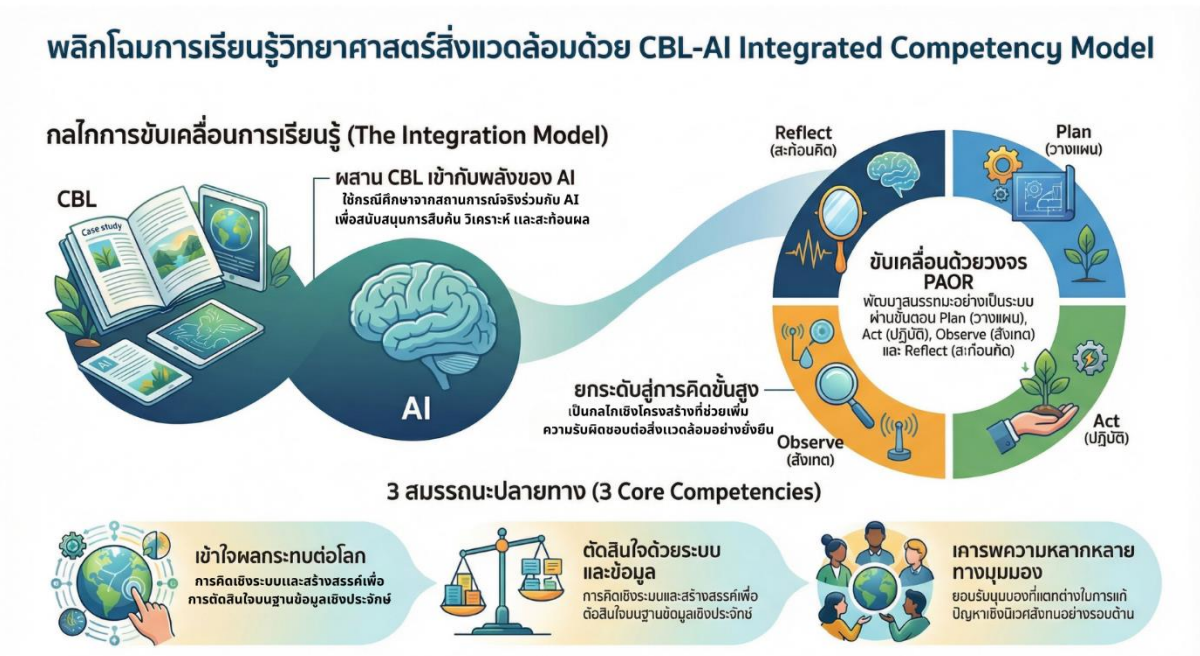 พลิกโฉมการเรียนรู้วิทยาศาสตร์สิ่งแวดล้อมด้วย CBL-AI Integrated Competency Model
กลไกการขับเคลื่อนการเรียนรู้ (The Integration Model)
CBL
Case study
AI
ผสาน CBL เข้ากับพลังของ AI
ใช้กรณีศึกษาจากสถานการณ์จริงร่วมกับ AI
เพื่อสนับสนุนการสืบค้น วิเคราะห์ และสะท้อนผล
AI
Reflect
(สะท้อนคิด)
Plan
(วางแผน)
ขับเคลื่อนด้วยวงจร
PAOR
พัฒนาสนรรทมะอย่างเป็นระบบ
ผ่านขั้นตอน Plan (วางแผน),
Act (ปฏิบัติ), Observe (สังเทต)
และ Reflect (สะเก๊อนทัด)
ยกระดับสู่การคิดขั้นสูง
เป็นกลไกเชิงโครงสร้างที่ช่วยเพิ่ม
ความรับผิดชอบต่อสิ่งแวดล้อมอย่างยั่งยืน
Observe
(สังเทต)
Act
(ปฏิบัติ)
3 สมรรถนะปลายทาง (3 Core Competencies)
เข้าใจผลกระทบต่อโลก
การคิดเชิงระบบและสร้างสรรค์เพื่อ
การตัดสินใจบนฐานข้อมูลเชิงประจักษ์
ตัดสินใจด้วยระบบ
และข้อมูล
การคิดเชิงระบบและสร้างสรรค์เพื่อ
ตัอสินใจบนฐานข้อมูลเชิงประจักช์
เคารพความหลากหลาย
ทางมุมมอง
ยอมรับนุมบองที่แตทต่างในการแก้
ปัญหาเชิงนิเวศสังทนอย่างรอบด้าน